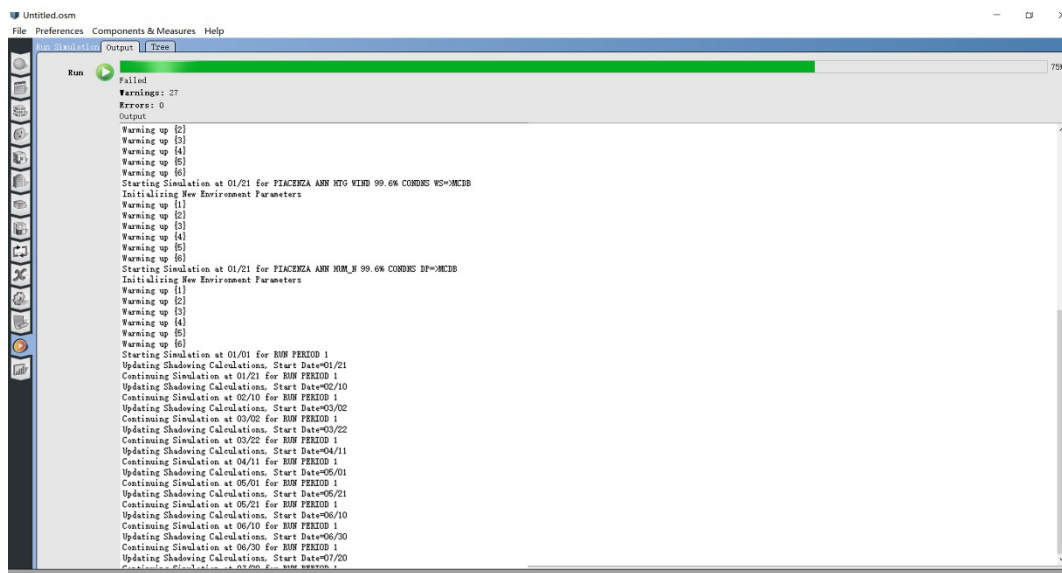 Untitled.osm
File Preferences Components & Measures Help
Run Simulation Output Tree
Run
75%
Failed
Warnings: 27
Errors: 0
Output
Warming up {2}
Warming up {3}
Warming up {4}
Warming up {5}
Warming up {6}
Starting Simulation at 01/21 for PIACENZA ANN HTG WIND 99.6% CONDNS WS=>MCDB
Initializing New Environment Parameters
Warming up {1}
Warming up {2}
Warming up {3}
Warming up {4}
Warming up {5}
Warming up {6}
Starting Simulation at 01/21 for PIACENZA ANN HUM_N 99.6% CONDNS DP=>MCDB
Initializing New Environment Parameters
Warming up {1}
Warming up {2}
Warming up {3}
Warming up {4}
Warming up {5}
Warming up {6}
Starting Simulation at 01/01 for RUN PERIOD 1
Updating Shadowing Calculations, Start Date=01/21
Continuing Simulation at 01/21 for RUN PERIOD 1
Updating Shadowing Calculations, Start Date=02/10
Continuing Simulation at 02/10 for RUN PERIOD 1
Updating Shadowing Calculations, Start Date=03/02
Continuing Simulation at 03/02 for RUN PERIOD 1
Updating Shadowing Calculations, Start Date=03/22
Continuing Simulation at 03/22 for RUN PERIOD 1
Updating Shadowing Calculations, Start Date=04/11
Continuing Simulation at 04/11 for RUN PERIOD 1
Updating Shadowing Calculations, Start Date=05/01
Continuing Simulation at 05/01 for RUN PERIOD 1
Updating Shadowing Calculations, Start Date=05/21
Continuing Simulation at 05/21 for RUN PERIOD 1
Updating Shadowing Calculations, Start Date=06/10
Continuing Simulation at 06/10 for RUN PERIOD 1
Updating Shadowing Calculations, Start Date=06/30
Continuing Simulation at 06/30 for RUN PERIOD 1
Updating Shadowing Calculations, Start Date=07/20
Continuing Simulation at 07/20 for RUN PERIOD 1